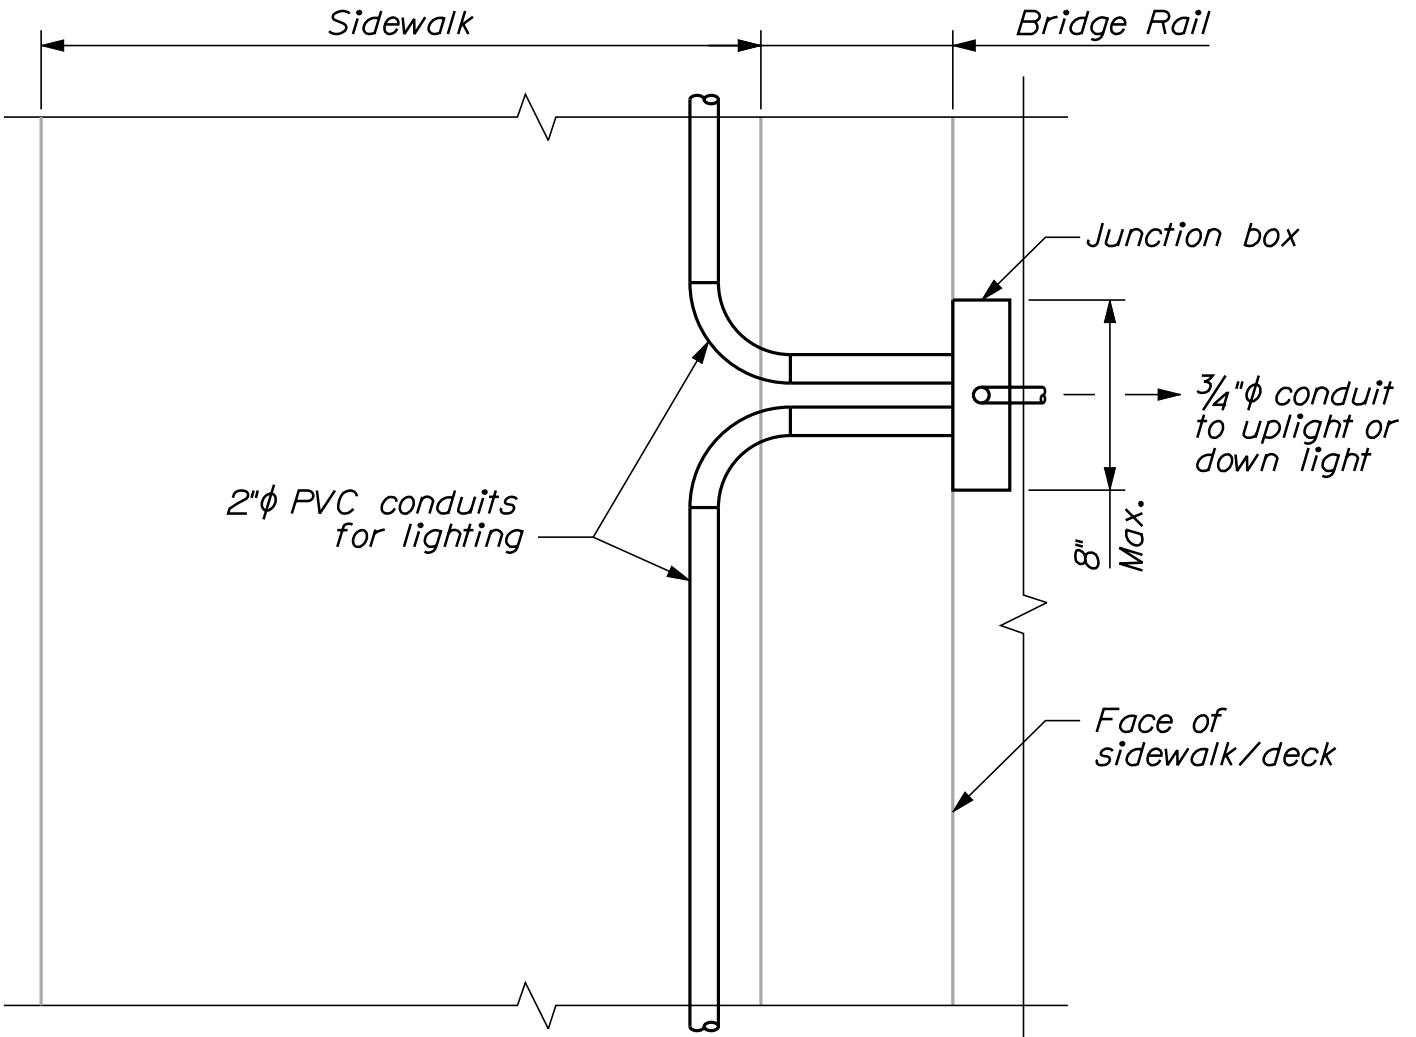 Sidewalk
Bridge Rail
Junction box
3/4"ϕ conduit
to uplight or
down light
2"ϕ PVC conduits
for lighting
8"
Max.
Face of
sidewalk/deck